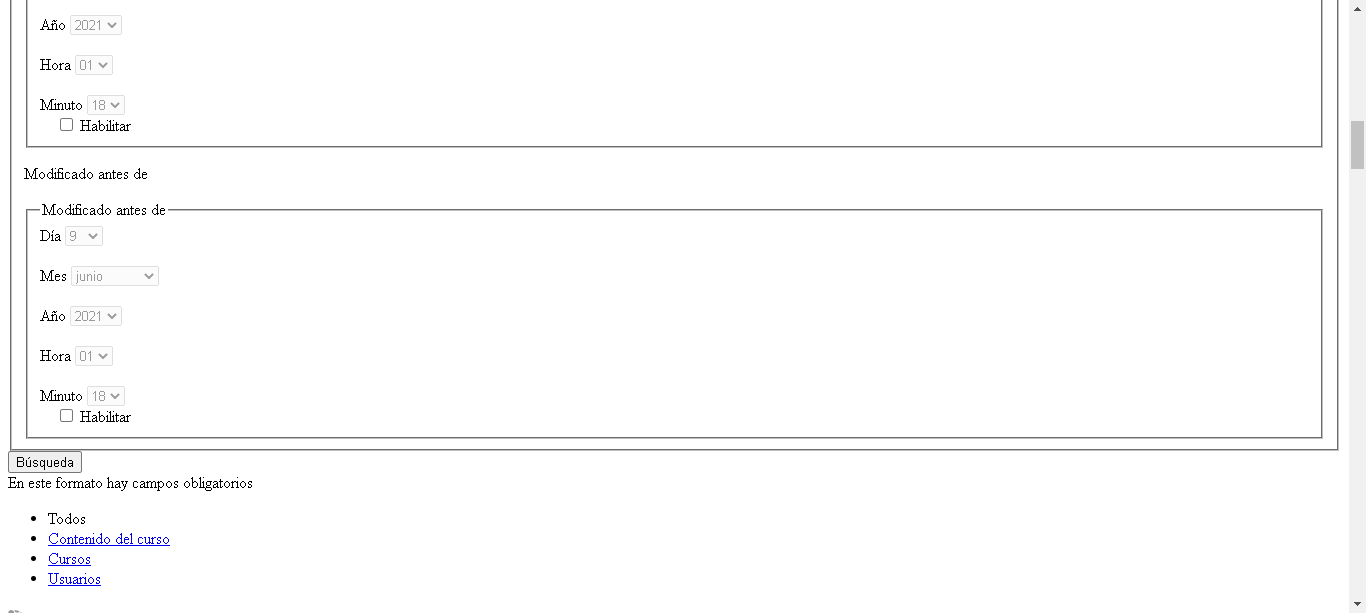 Año 2021
Hora 01
Minuto 18
Habilitar
Modificado antes de
Modificado antes de
Día 9
Mes junio
Año 2021
Hora 01
Minuto 18
Habilitar
Búsqueda
En este formato hay campos obligatorios
Todos
Contenido del curso
Cursos
Usuarios